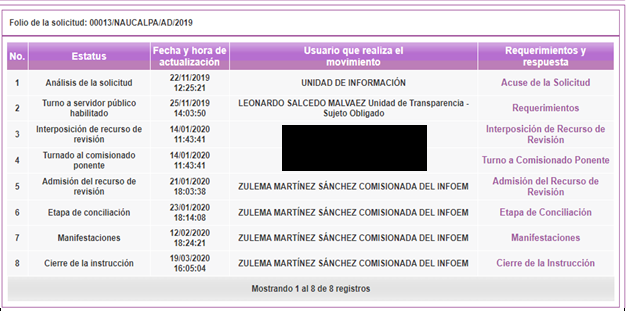 Folio de la solicitud: 00013/NAUCALPA/AD/2019
No. Estatus Fecha y hora de actualización Usuario que realiza el movimiento Requerimientos y respuesta
1 Análisis de la solicitud 22/11/2019 12:25:21 UNIDAD DE INFORMACIÓN Acuse de la Solicitud
2 Turno a servidor público habilitado 25/11/2019 14:03:50 LEONARDO SALCEDO MALVAEZ Unidad de Transparencia - Sujeto Obligado Requerimientos
3 Interposición de recurso de revisión 14/01/2020 11:43:41 Interposición de Recurso de Revisión
4 Turnado al comisionado ponente 14/01/2020 11:43:41 Turno a Comisionado Ponente
5 Admisión del recurso de revisión 21/01/2020 18:03:38 ZULEMA MARTÍNEZ SÁNCHEZ COMISIONADA DEL INFOEM Admisión del Recurso de Revisión
6 Etapa de conciliación 23/01/2020 18:14:08 ZULEMA MARTÍNEZ SÁNCHEZ COMISIONADA DEL INFOEM Etapa de Conciliación
7 Manifestaciones 12/02/2020 18:24:21 ZULEMA MARTÍNEZ SÁNCHEZ COMISIONADA DEL INFOEM Manifestaciones
8 Cierre de la instrucción 19/03/2020 16:05:04 ZULEMA MARTÍNEZ SÁNCHEZ COMISIONADA DEL INFOEM Cierre de la Instrucción
Mostrando 1 al 8 de 8 registros